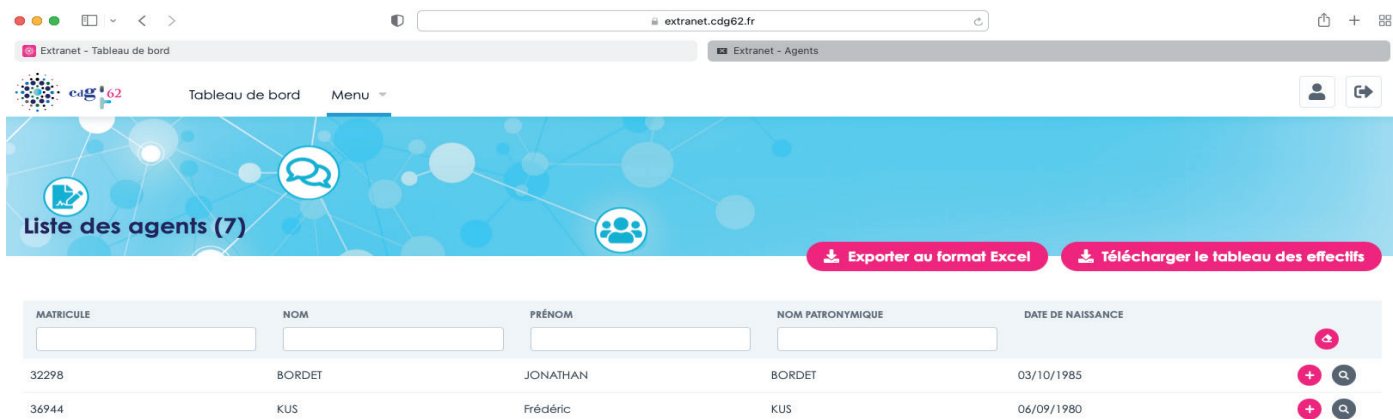 extranet.cdg62.fr
Extranet - Tableau de bord
Extranet - Agents
cdg 62
Tableau de bord
Menu
Liste des agents (7)
Exporter au format Excel
Télécharger le tableau des effectifs
MATRICULE NOM PRÉNOM NOM PATRONYMIQUE DATE DE NAISSANCE
32298 BORDET JONATHAN BORDET 03/10/1985
36944 KUS Frédéric KUS 06/09/1980